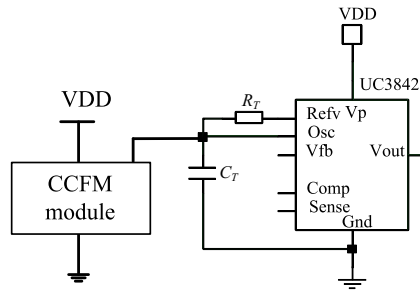 VDD
UC3842
R_T
Refv Vp
Osc
VDD
Vfb
Vout
CCFM
module
C_T
Comp
Sense
Gnd